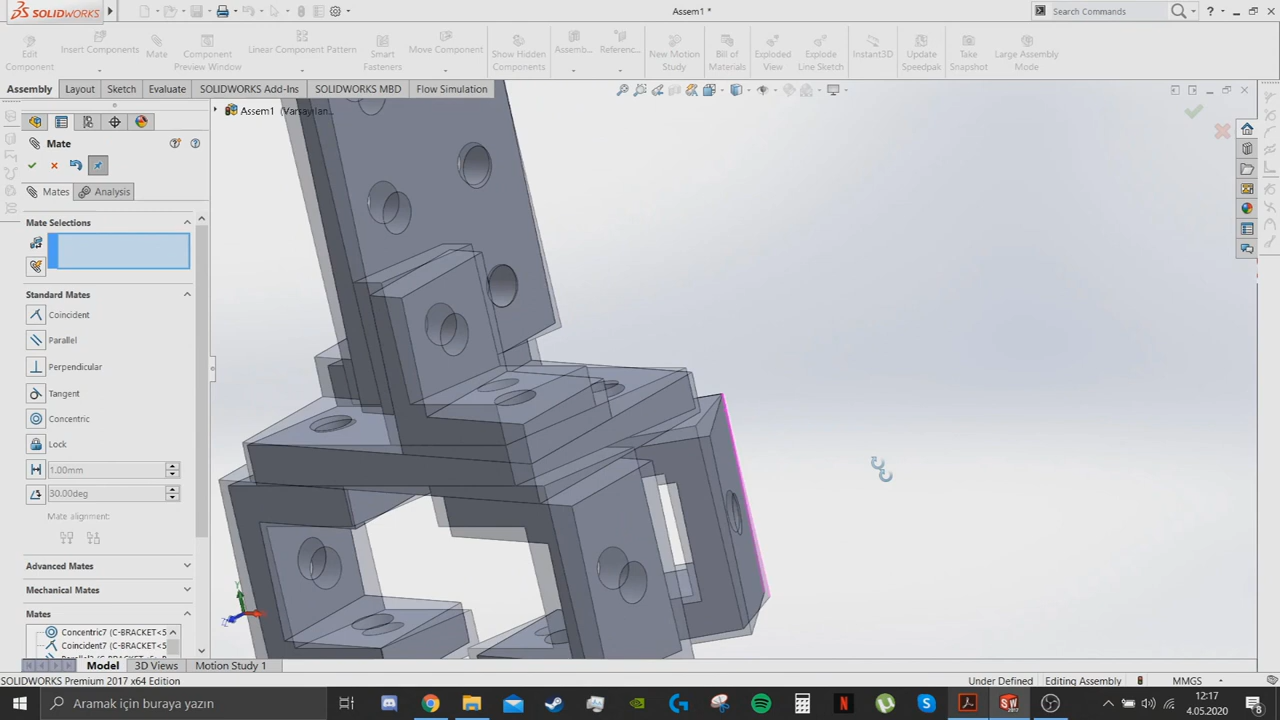 SOLIDWORKS
Assem1 *
Search Commands
Edit Component
Insert Components
Mate
Component Preview Window
Linear Component Pattern
Smart Fasteners
Move Component
Show Hidden Components
Assemb...
Referenc...
New Motion Study
Bill of Materials
Exploded View
Explode Line Sketch
Instant3D
Update Speedpak
Take Snapshot
Large Assembly Mode
Assembly
Layout
Sketch
Evaluate
SOLIDWORKS Add-Ins
SOLIDWORKS MBD
Flow Simulation
Assem1 (Varsayılan...
Mate
Mates
Analysis
Mate Selections
Standard Mates
Coincident
Parallel
Perpendicular
Tangent
Concentric
Lock
1.00mm
30.00deg
Mate alignment:
Advanced Mates
Mechanical Mates
Mates
Concentric7 (C-BRACKET<5
Coincident7 (C-BRACKET<5
Y
Z
Model
3D Views
Motion Study 1
SOLIDWORKS Premium 2017 x64 Edition
Under Defined
Editing Assembly
MMGS
Aramak için buraya yazın
12:17
4.05.2020
8